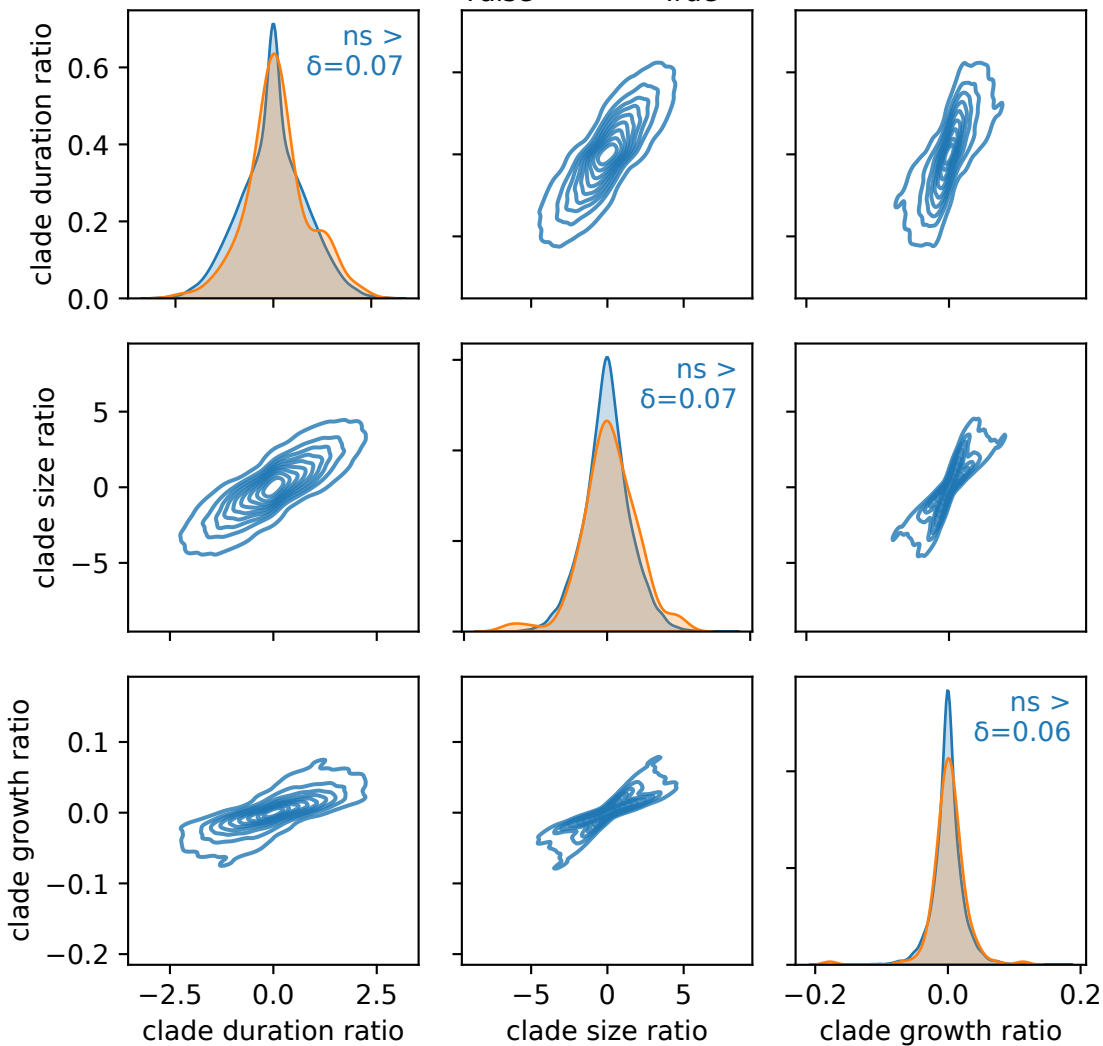 clade duration ratio
0.6
0.4
0.2
0.0
ns >
δ=0.07
clade size ratio
5
0
−5
ns >
δ=0.07
clade growth ratio
0.1
0.0
−0.1
−0.2
ns >
δ=0.06
−2.5 0.0 2.5
clade duration ratio
−5 0 5
clade size ratio
−0.2 0.0 0.2
clade growth ratio